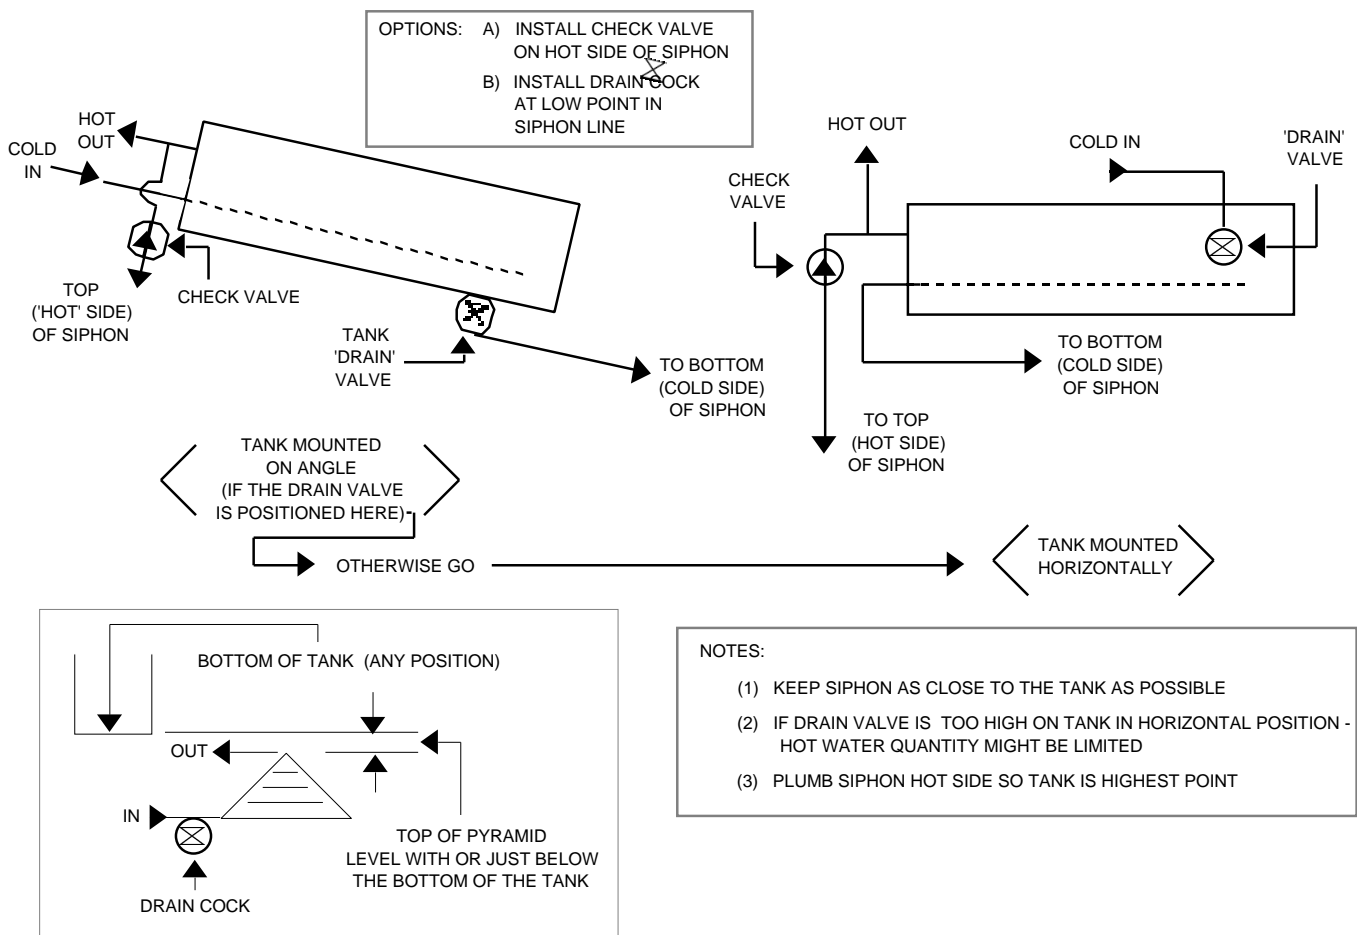 OPTIONS: A) INSTALL CHECK VALVE
ON HOT SIDE OF SIPHON
B) INSTALL DRAIN COCK
AT LOW POINT IN
SIPHON LINE
HOT
OUT
COLD
IN
TOP
('HOT' SIDE)
OF SIPHON
CHECK VALVE
TANK
'DRAIN'
VALVE
TO BOTTOM
(COLD SIDE)
OF SIPHON
HOT OUT
COLD IN
'DRAIN'
VALVE
CHECK
VALVE
TO BOTTOM
(COLD SIDE)
OF SIPHON
TO TOP
(HOT SIDE)
OF SIPHON
TANK MOUNTED
ON ANGLE
(IF THE DRAIN VALVE
IS POSITIONED HERE)
OTHERWISE GO
TANK MOUNTED
HORIZONTALLY
BOTTOM OF TANK (ANY POSITION)
OUT
IN
TOP OF PYRAMID
LEVEL WITH OR JUST BELOW
THE BOTTOM OF THE TANK
DRAIN COCK
NOTES:
(1) KEEP SIPHON AS CLOSE TO THE TANK AS POSSIBLE
(2) IF DRAIN VALVE IS TOO HIGH ON TANK IN HORIZONTAL POSITION -
HOT WATER QUANTITY MIGHT BE LIMITED
(3) PLUMB SIPHON HOT SIDE SO TANK IS HIGHEST POINT